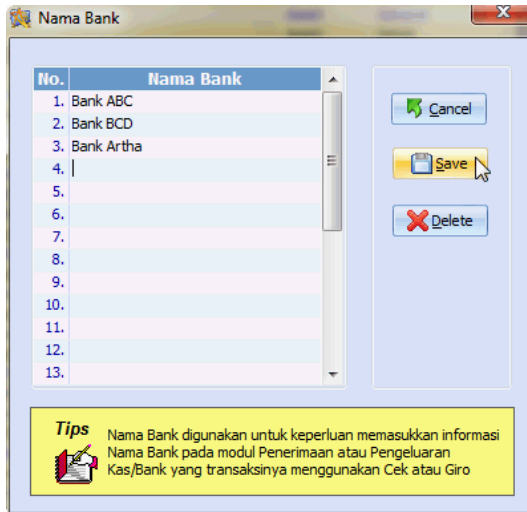 Nama Bank
No. Nama Bank
1. Bank ABC
2. Bank BCD
3. Bank Artha
4.
5.
6.
7.
8.
9.
10.
11.
12.
13.
Cancel
Save
Delete
Tips
Nama Bank digunakan untuk keperluan memasukkan informasi
Nama Bank pada modul Penerimaan atau Pengeluaran
Kas/Bank yang transaksinya menggunakan Cek atau Giro